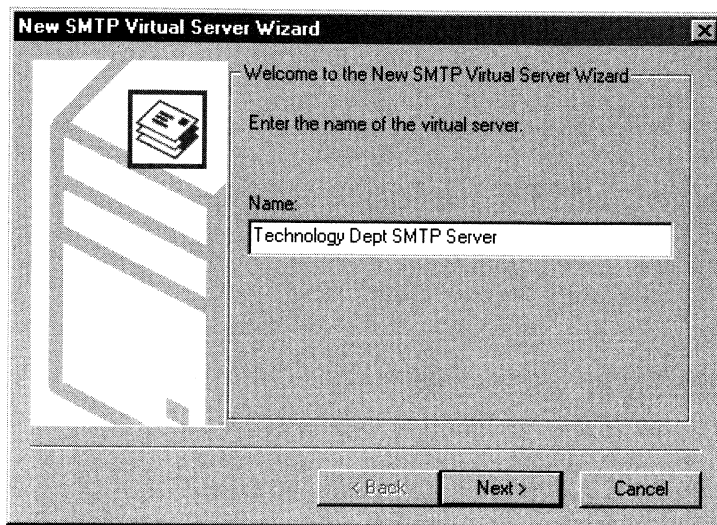 New SMTP Virtual Server Wizard
Welcome to the New SMTP Virtual Server Wizard
Enter the name of the virtual server.
Name:
Technology Dept SMTP Server
< Back
Next >
Cancel